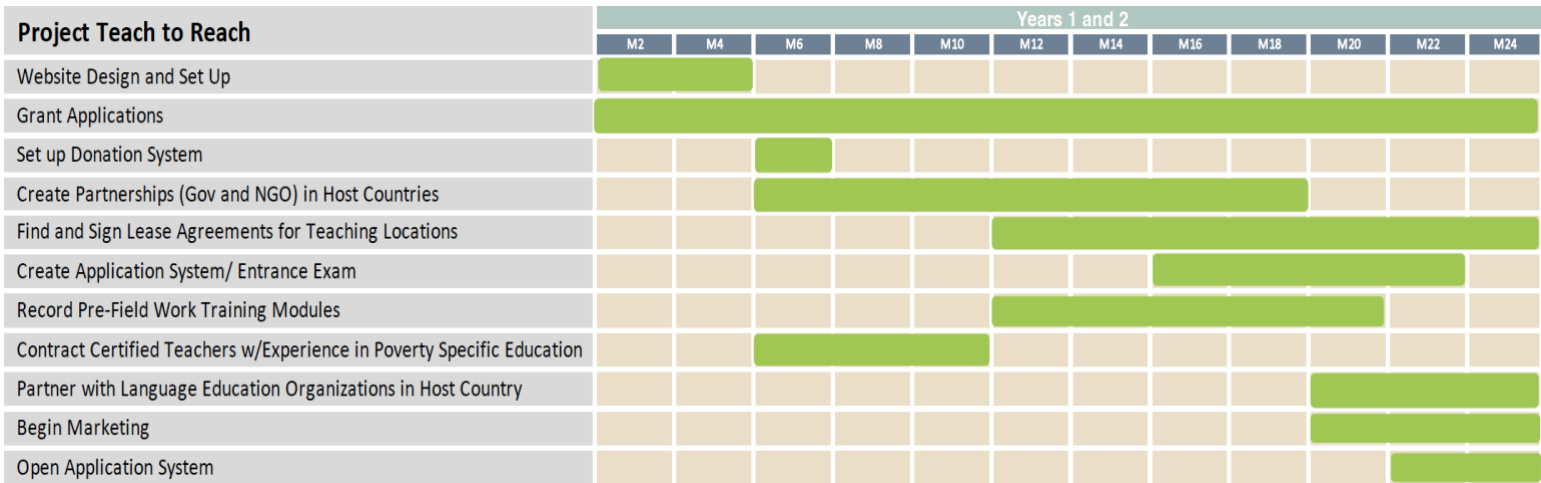 Project Teach to Reach
Years 1 and 2
M2 M4 M6 M8 M10 M12 M14 M16 M18 M20 M22 M24
Website Design and Set Up
Grant Applications
Set up Donation System
Create Partnerships (Gov and NGO) in Host Countries
Find and Sign Lease Agreements for Teaching Locations
Create Application System/ Entrance Exam
Record Pre-Field Work Training Modules
Contract Certified Teachers w/Experience in Poverty Specific Education
Partner with Language Education Organizations in Host Country
Begin Marketing
Open Application System